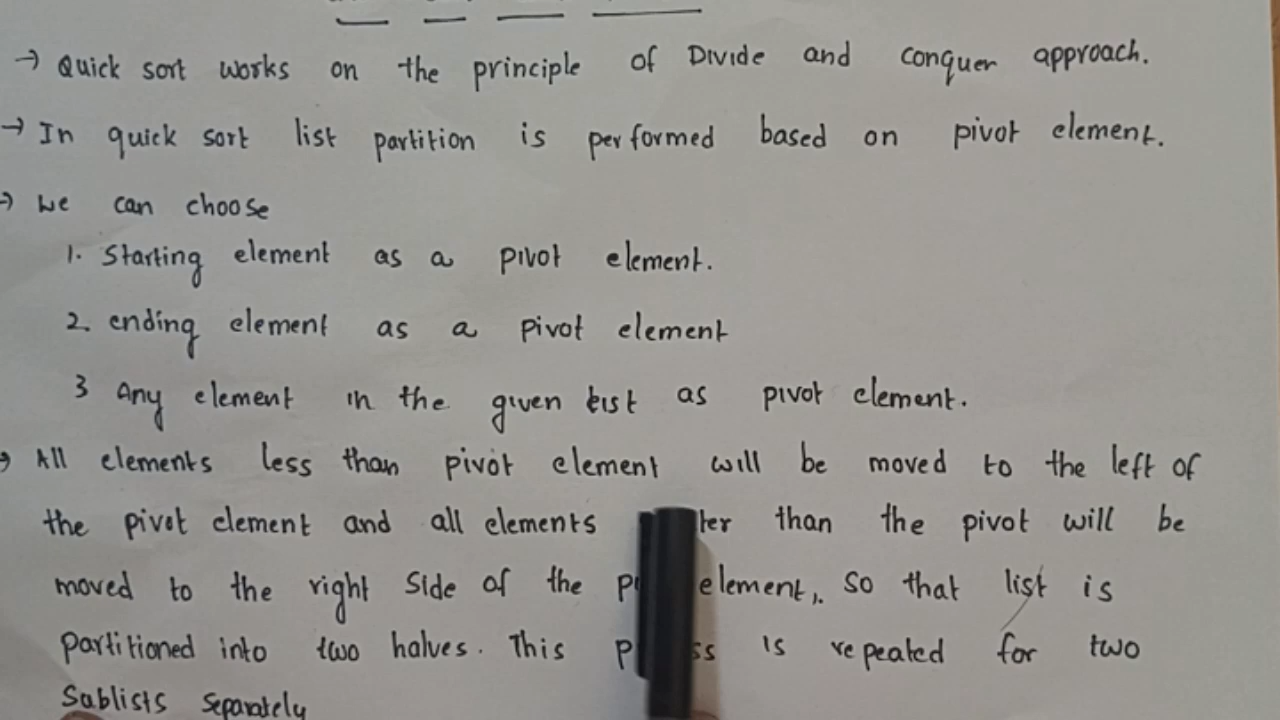 → Quick sort works on the principle of Divide and conquer approach.
→ In quick sort list partition is performed based on pivot element.
→ we can choose
1. Starting element as a pivot element.
2. ending element as a pivot element
3 Any element in the given list as pivot element.
→ All elements less than pivot element will be moved to the left of
the pivot element and all elements ter than the pivot will be
moved to the right side of the p element, so that list is
partitioned into two halves. This p ss is repeated for two
Sublists separately